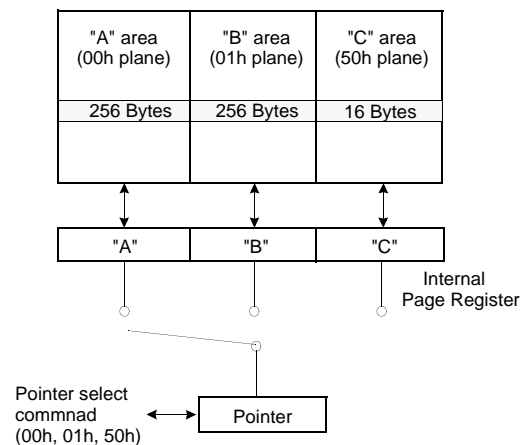 "A" area "B" area "C" area
(00h plane) (01h plane) (50h plane)
256 Bytes 256 Bytes 16 Bytes
"A" "B" "C"
Internal
Page Register
Pointer select
commnad
(00h, 01h, 50h)
Pointer